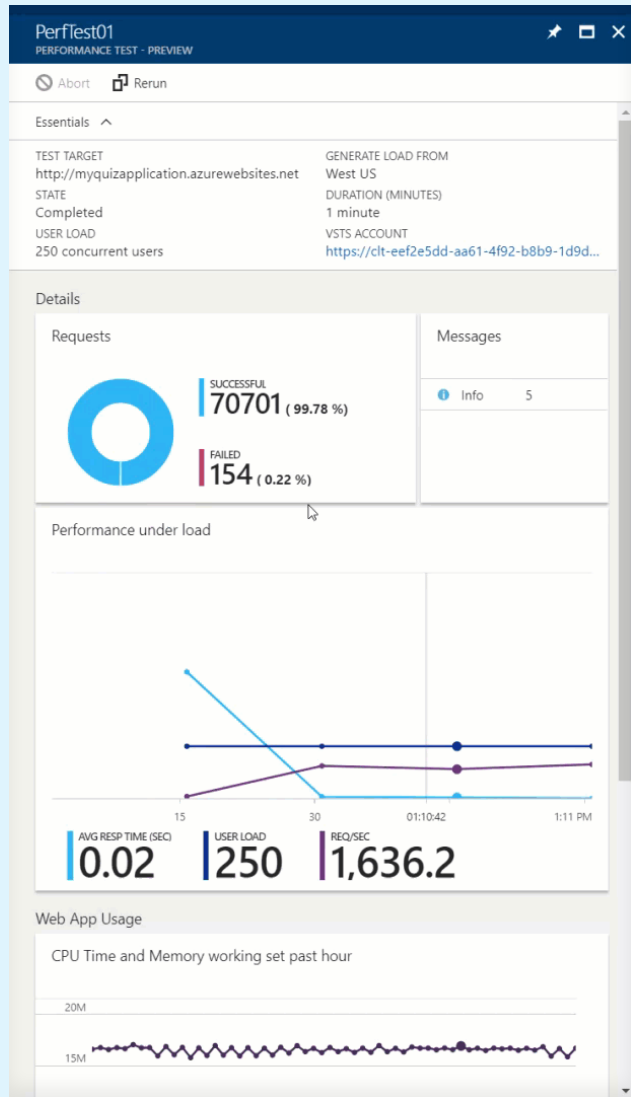 PerfTest01
PERFORMANCE TEST - PREVIEW
Abort Rerun
Essentials
TEST TARGET GENERATE LOAD FROM
http://myquizapplication.azurewebsites.net West US
STATE DURATION (MINUTES)
Completed 1 minute
USER LOAD VSTS ACCOUNT
250 concurrent users https://clt-eef2e5dd-aa61-4f92-b8b9-1d9d...
Details
Requests
SUCCESSFUL
70701 ( 99.78 %)
FAILED
154 ( 0.22 %)
Messages
Info 5
Performance under load
15 30 01:10:42 1:11 PM
AVG RESP TIME (SEC) USER LOAD REQ/SEC
0.02 250 1,636.2
Web App Usage
CPU Time and Memory working set past hour
20M
15M